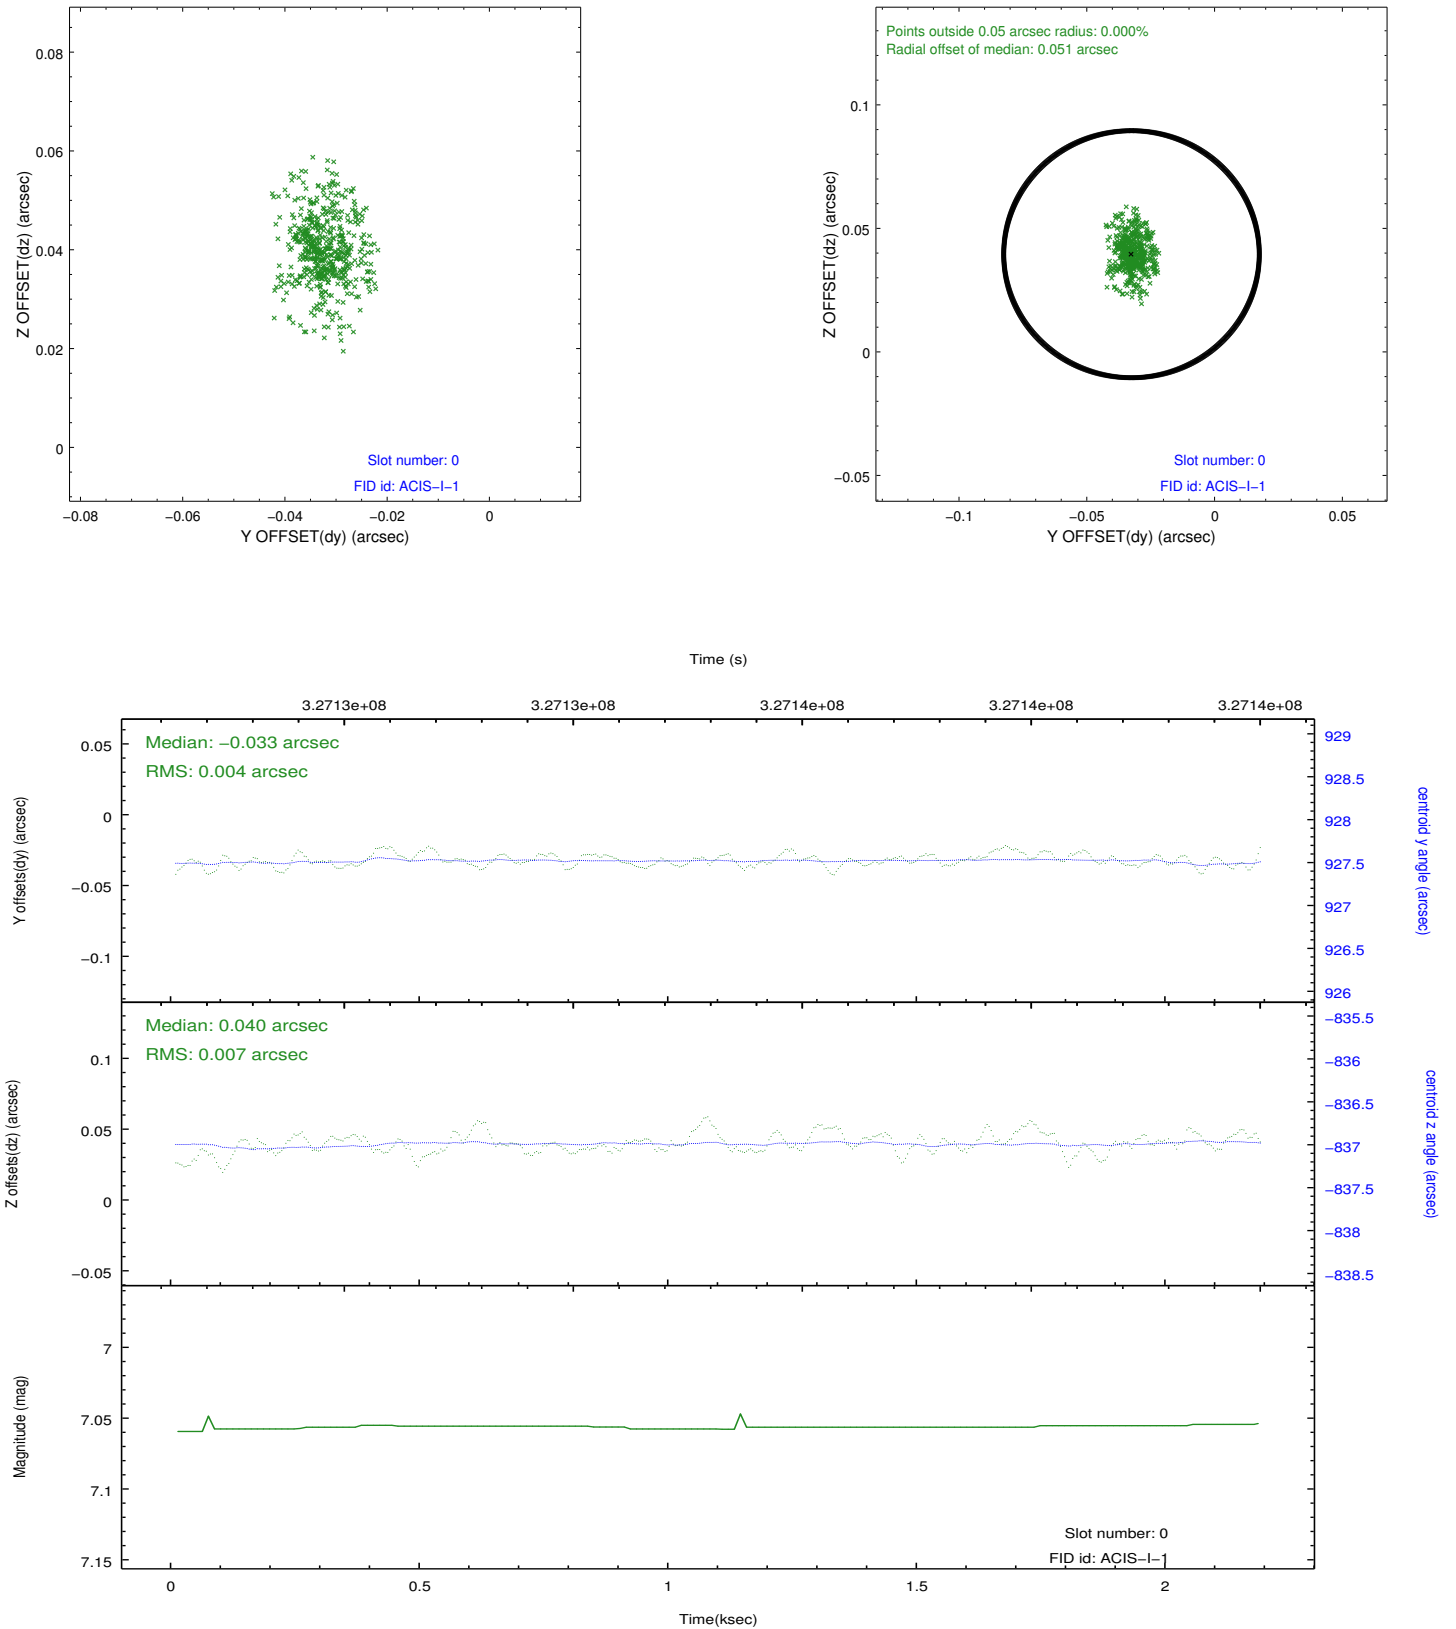 Z OFFSET(dz) (arcsec)
0.08
0.06
0.04
0.02
0
Slot number: 0
FID id: ACIS−I−1
−0.08
−0.06
−0.04
−0.02
0
Y OFFSET(dy) (arcsec)
Points outside 0.05 arcsec radius: 0.000%
Radial offset of median: 0.051 arcsec
Z OFFSET(dz) (arcsec)
0.1
0.05
0
−0.05
Slot number: 0
FID id: ACIS−I−1
−0.1
−0.05
0
0.05
Y OFFSET(dy) (arcsec)
Time (s)
3.2713e+08
3.2713e+08
3.2714e+08
3.2714e+08
3.2714e+08
Median: −0.033 arcsec
RMS: 0.004 arcsec
Y offsets(dy) (arcsec)
0.05
0
−0.05
−0.1
929
928.5
928
927.5
927
926.5
926
centroid y angle (arcsec)
Median: 0.040 arcsec
RMS: 0.007 arcsec
Z offsets(dz) (arcsec)
0.1
0.05
0
−0.05
−835.5
−836
−836.5
−837
−837.5
−838
−838.5
centroid z angle (arcsec)
Magnitude (mag)
7
7.05
7.1
7.15
Slot number: 0
FID id: ACIS−I−1
0
0.5
1
1.5
2
Time(ksec)